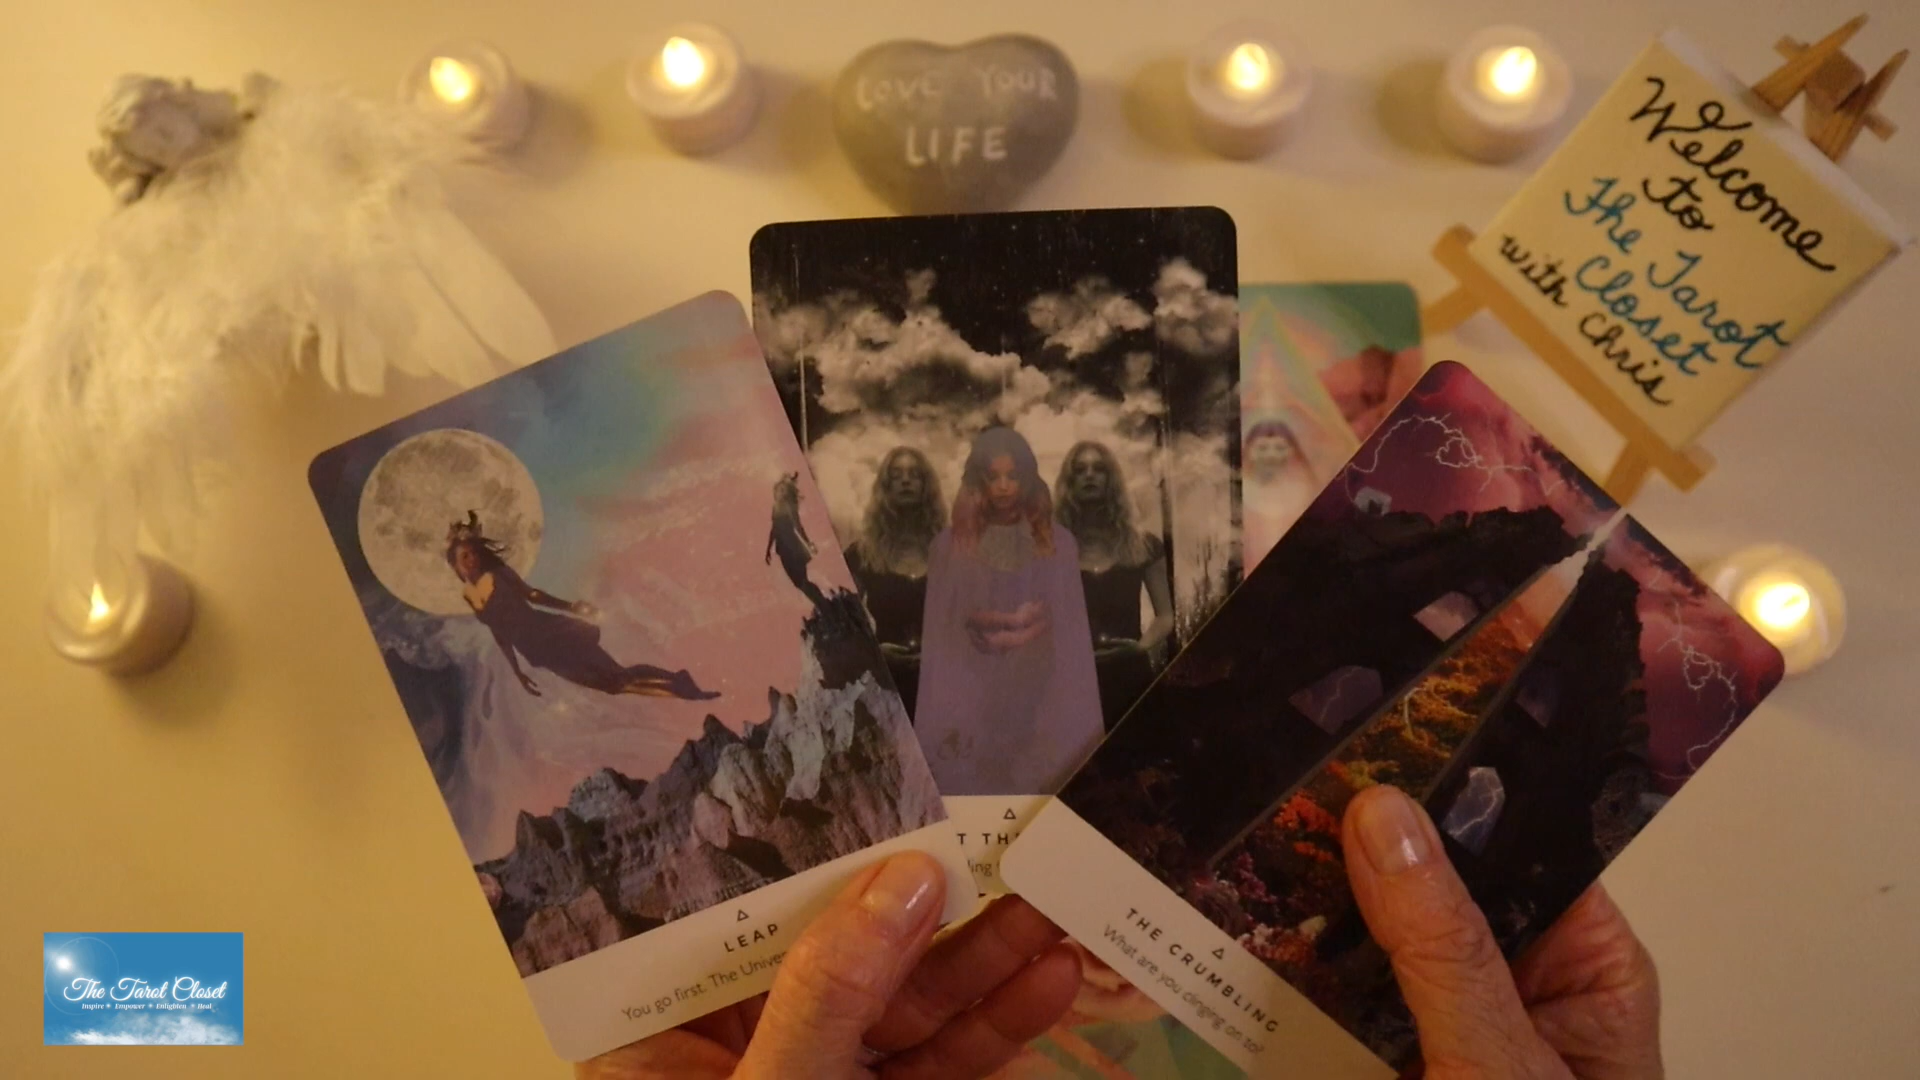 LOVE YOUR
LIFE
Welcome
to
The Tarot
Closet
with Chris
LEAP
You go first. The
T TH
THE CRUMBLING
What are you clinging on to?
The Tarot Closet
Inspire * Empower * Enlighten * Heal